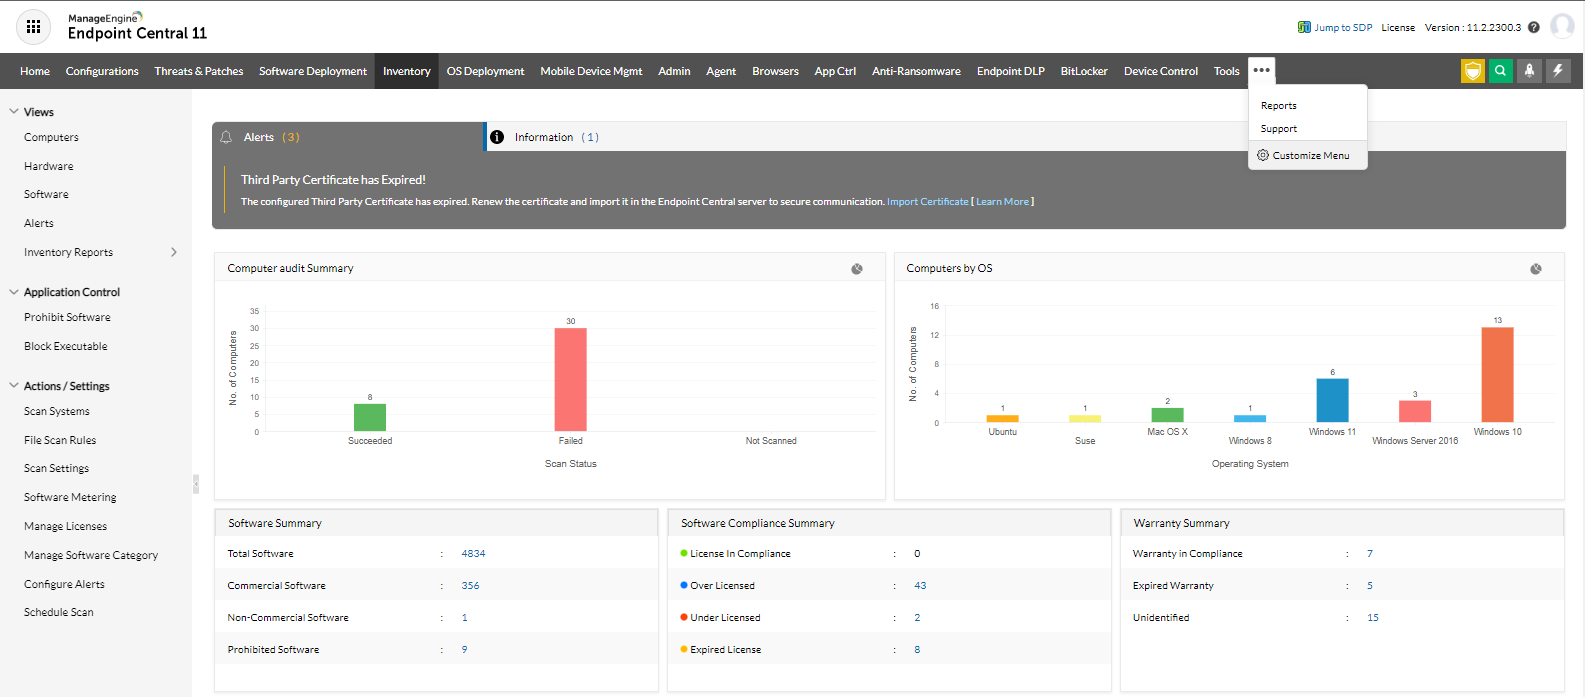 ManageEngine
Endpoint Central 11
Jump to SDP License Version : 11.2.2300.3
Home Configurations Threats & Patches Software Deployment Inventory OS Deployment Mobile Device Mgmt Admin Agent Browsers App Ctrl Anti-Ransomware Endpoint DLP BitLocker Device Control Tools
Reports
Support
Customize Menu
Views
Computers
Hardware
Software
Alerts
Inventory Reports
Application Control
Prohibit Software
Block Executable
Actions / Settings
Scan Systems
File Scan Rules
Scan Settings
Software Metering
Manage Licenses
Manage Software Category
Configure Alerts
Schedule Scan
Alerts (3)
Information (1)
Third Party Certificate has Expired!
The configured Third Party Certificate has expired. Renew the certificate and import it in the Endpoint Central server to secure communication. Import Certificate [ Learn More ]
Computer audit Summary
No. of Computers
35
30
25
20
15
10
5
0
8
30
Succeeded Failed Not Scanned
Scan Status
Computers by OS
No. of Computers
16
12
8
4
0
1
1
2
1
6
3
13
Ubuntu Suse Mac OS X Windows 8 Windows 11 Windows Server 2016 Windows 10
Operating System
Software Summary
Total Software : 4834
Commercial Software : 356
Non-Commercial Software : 1
Prohibited Software : 9
Software Compliance Summary
License In Compliance : 0
Over Licensed : 43
Under Licensed : 2
Expired License : 8
Warranty Summary
Warranty in Compliance : 7
Expired Warranty : 5
Unidentified : 15